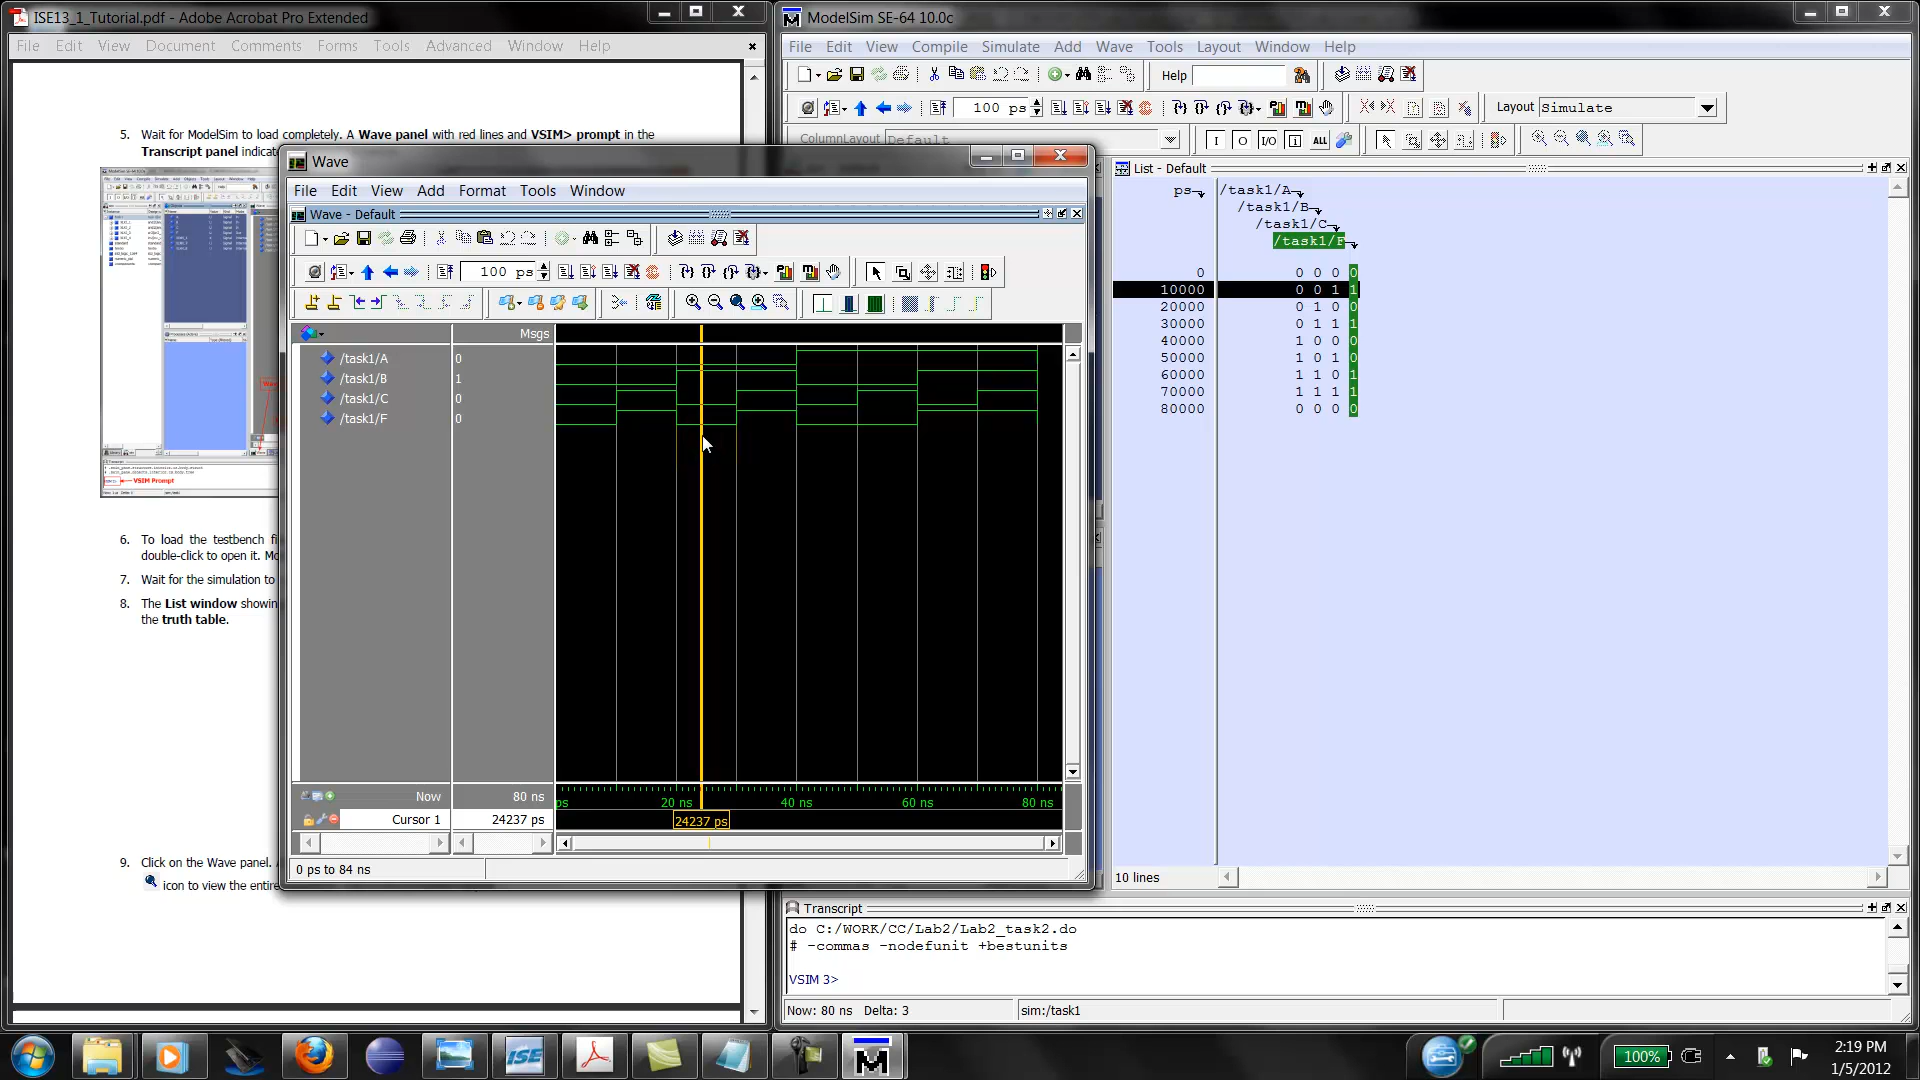 ISE13_1_Tutorial.pdf - Adobe Acrobat Pro Extended
File Edit View Document Comments Forms Tools Advanced Window Help
5. Wait for ModelSim to load completely. A Wave panel with red lines and VSIM> prompt in the
Transcript panel indicat
VSIM Prompt
6. To load the testbench fi
double-click to open it. Mo
7. Wait for the simulation to
8. The List window showin
the truth table.
9. Click on the Wave panel.
icon to view the entire
Wave
File Edit View Add Format Tools Window
Wave - Default
100 ps
Msgs
/task1/A 0
/task1/B 1
/task1/C 0
/task1/F 0
Now 80 ns
ps 20 ns 40 ns 60 ns 80 ns
Cursor 1 24237 ps
24237 ps
0 ps to 84 ns
ModelSim SE-64 10.0c
File Edit View Compile Simulate Add Wave Tools Layout Window Help
Help
100 ps
Layout Simulate
ColumnLayout Default
I O I/O I ALL
List - Default
ps /task1/A
/task1/B
/task1/C
/task1/F
0 0 0 0 0
10000 0 0 1 1
20000 0 1 0 0
30000 0 1 1 1
40000 1 0 0 0
50000 1 0 1 0
60000 1 1 0 1
70000 1 1 1 1
80000 0 0 0 0
10 lines
Transcript
do C:/WORK/CC/Lab2/Lab2_task2.do
# -commas -nodefunit +bestunits
VSIM 3>
Now: 80 ns Delta: 3
sim:/task1
ISE
M
100%
2:19 PM
1/5/2012